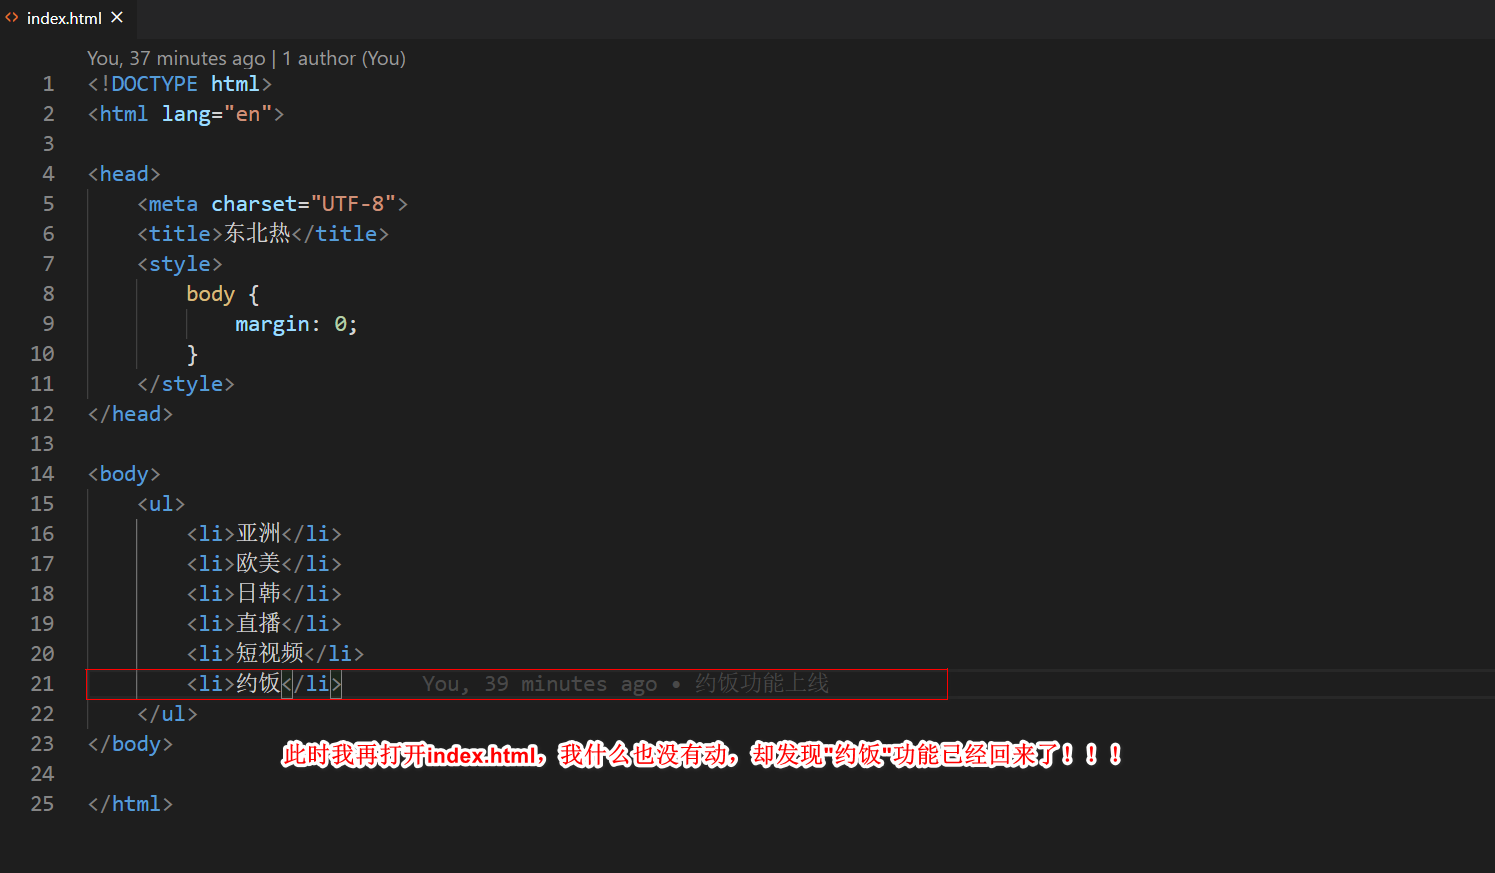 index.html
You, 37 minutes ago | 1 author (You)
1 <!DOCTYPE html>
2 <html lang="en">
3
4 <head>
5     <meta charset="UTF-8">
6     <title>东北热</title>
7     <style>
8         body {
9             margin: 0;
10         }
11     </style>
12 </head>
13
14 <body>
15     <ul>
16         <li>亚洲</li>
17         <li>欧美</li>
18         <li>日韩</li>
19         <li>直播</li>
20         <li>短视频</li>
21         <li>约饭</li> You, 39 minutes ago • 约饭功能上线
22     </ul>
23 </body>
此时我再打开index.html，我什么也没有动，却发现"约饭"功能已经回来了！！！
24
25 </html>